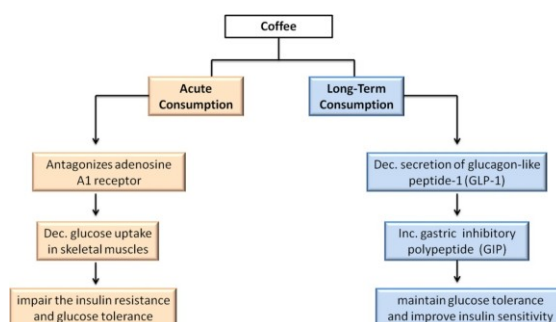 Coffee
Acute
Consumption
Long-Term
Consumption
Antagonizes adenosine
A1 receptor
Dec. glucose uptake
in skeletal muscles
impair the insulin resistance
and glucose tolerance
Dec. secretion of glucagon-like
peptide-1 (GLP-1)
Inc. gastric inhibitory
polypeptide (GIP)
maintain glucose tolerance
and improve insulin sensitivity